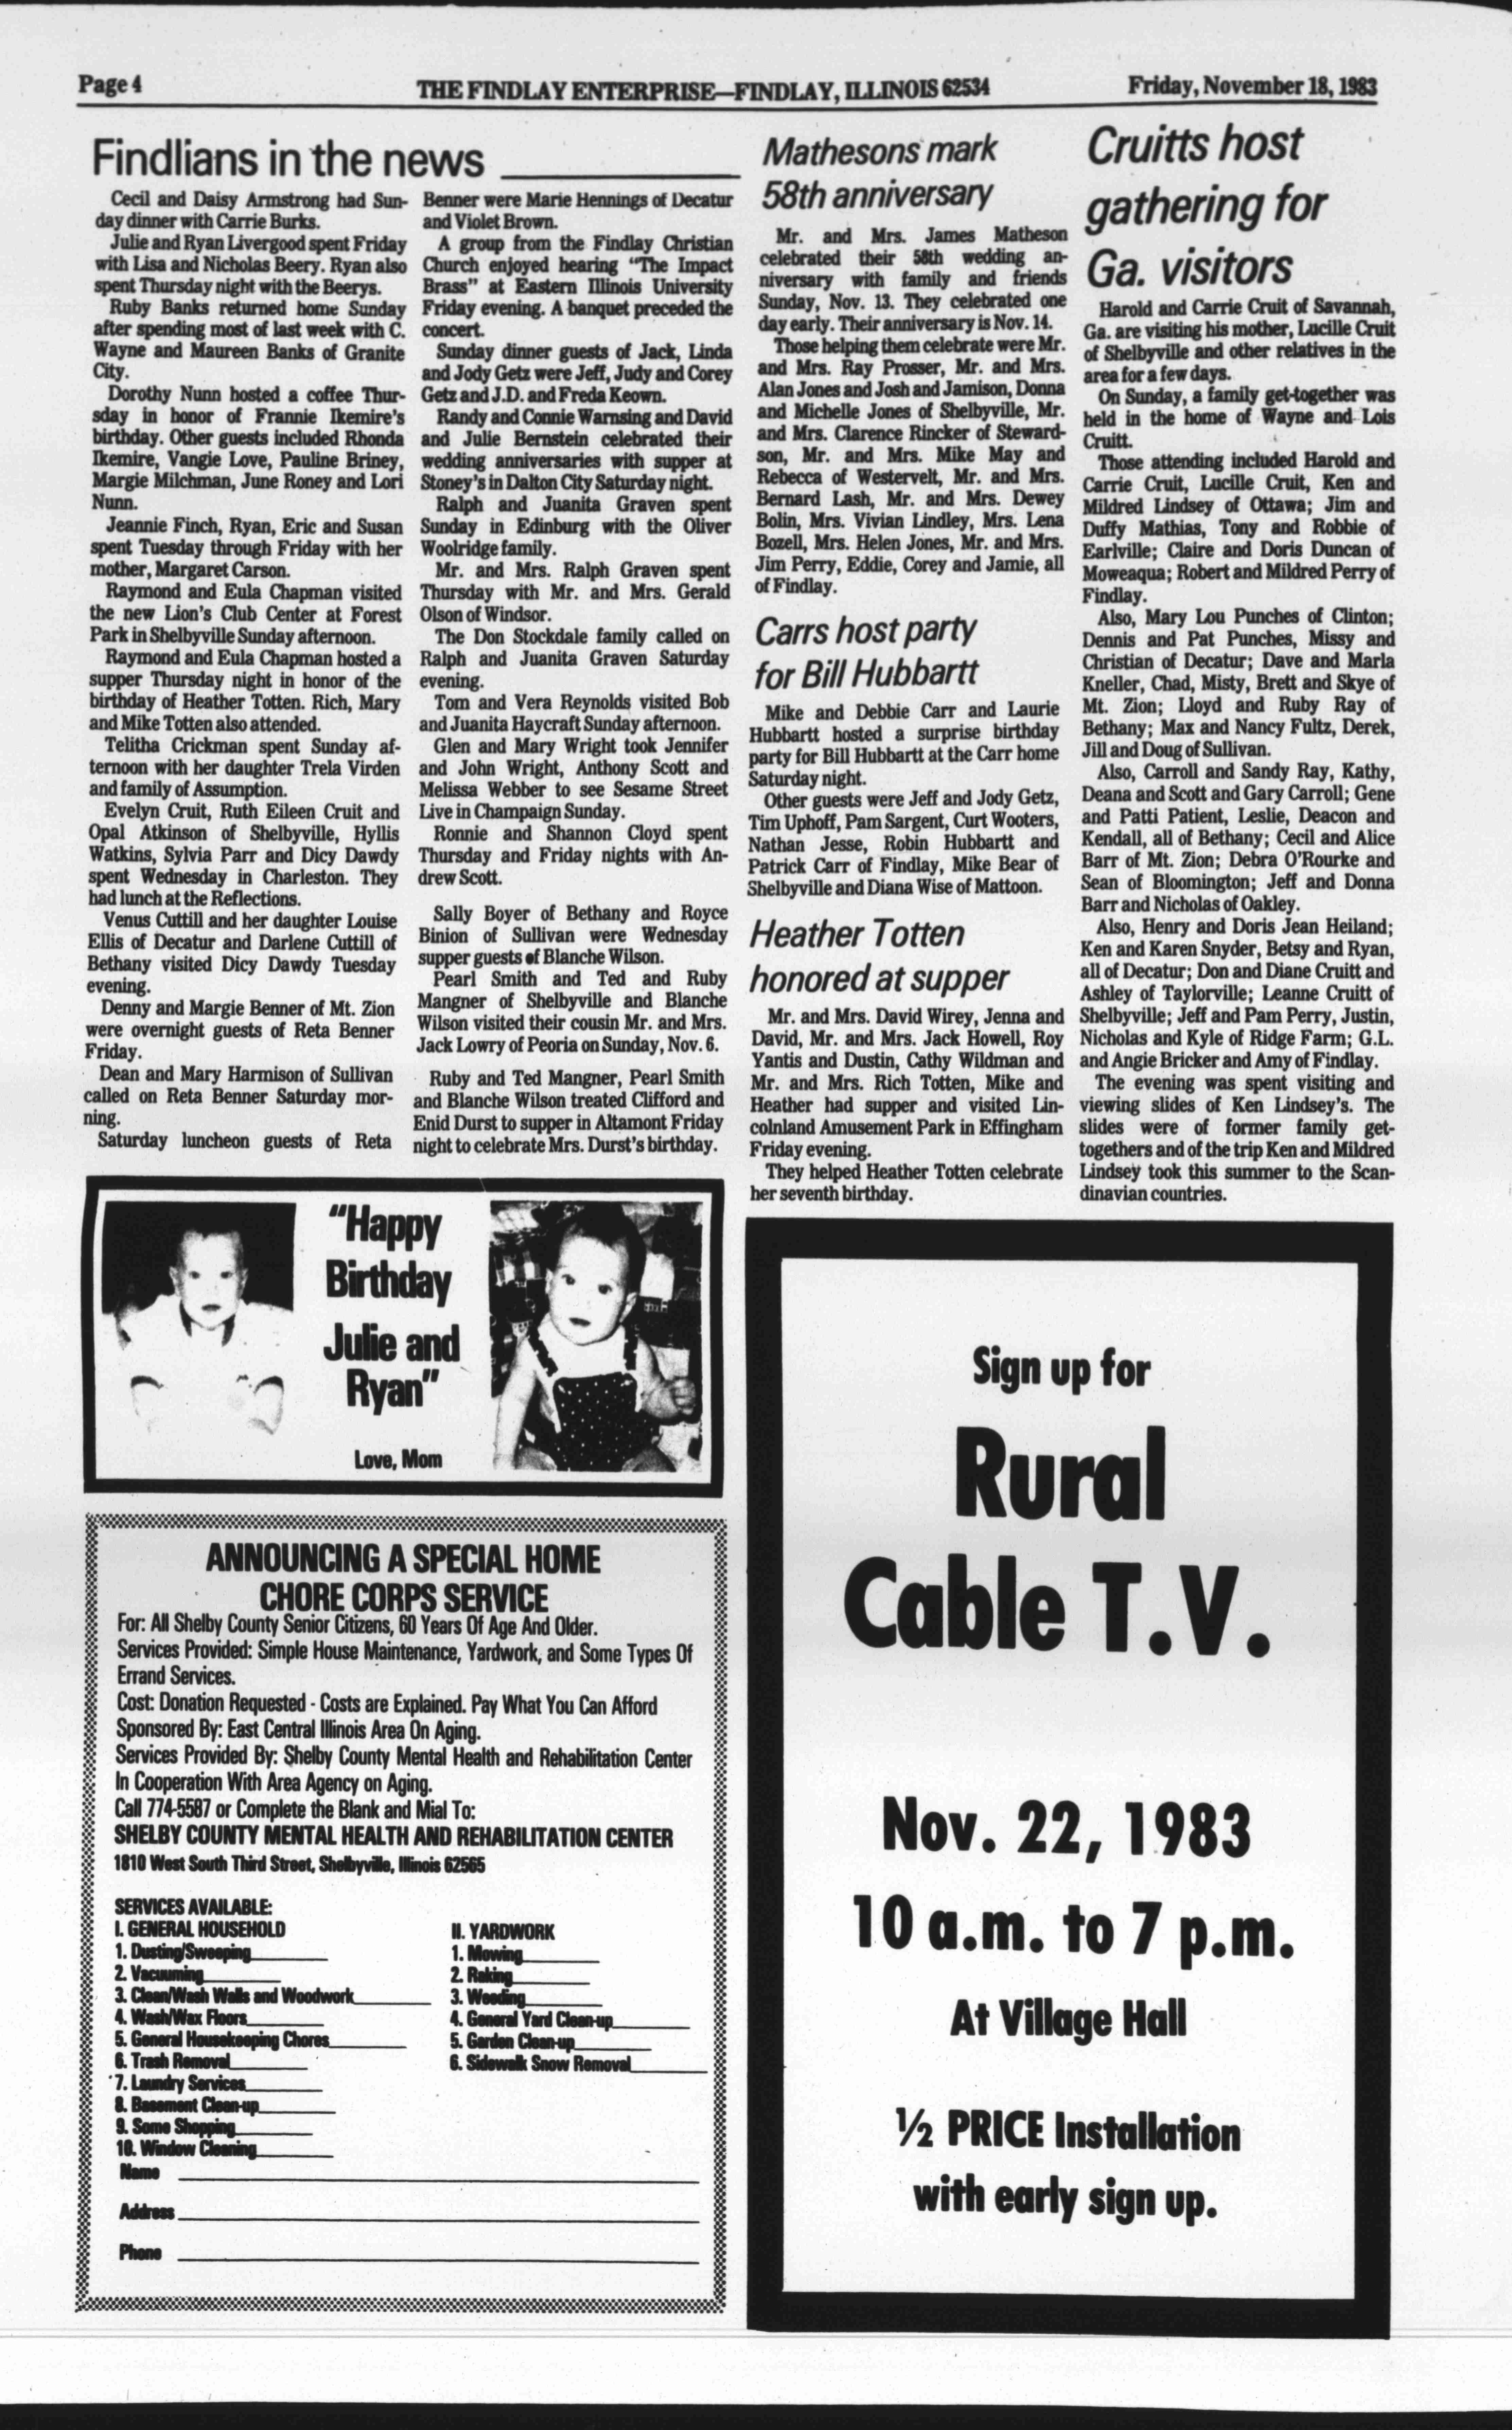 Page 4
THE FINDLAY ENTERPRISE—FINDLAY, ILLINOIS 62534
Friday, November 18, 1983
Findlians in the news
Cecil and Daisy Armstrong had Sun-
day dinner with Carrie Burks.
Julie and Ryan Livergood spent Friday
with Lisa and Nicholas Beery. Ryan also
spent Thursday night with the Beerys.
Ruby Banks returned home Sunday
after spending most of last week with C.
Wayne and Maureen Banks of Granite
City.
Dorothy Nunn hosted a coffee Thur-
sday in honor of Frannie Ikemire's
birthday. Other guests included Rhonda
Ikemire, Vangie Love, Pauline Briney,
Margie Milchman, June Roney and Lori
Nunn.
Jeannie Finch, Ryan, Eric and Susan
spent Tuesday through Friday with her
mother, Margaret Carson.
Raymond and Eula Chapman visited
the new Lion's Club Center at Forest
Park in Shelbyville Sunday afternoon.
Raymond and Eula Chapman hosted a
supper Thursday night in honor of the
birthday of Heather Totten. Rich, Mary
and Mike Totten also attended.
Telitha Crickman spent Sunday af-
ternoon with her daughter Trela Virden
and family of Assumption.
Evelyn Cruit, Ruth Eileen Cruit and
Opal Atkinson of Shelbyville, Hyllis
Watkins, Sylvia Parr and Dicy Dawdy
spent Wednesday in Charleston. They
had lunch at the Reflections.
Venus Cuttill and her daughter Louise
Ellis of Decatur and Darlene Cuttill of
Bethany visited Dicy Dawdy Tuesday
evening.
Denny and Margie Benner of Mt. Zion
were overnight guests of Reta Benner
Friday.
Dean and Mary Harmison of Sullivan
called on Reta Benner Saturday mor-
ning.
Saturday luncheon guests of Reta
Benner were Marie Hennings of Decatur
and Violet Brown.
A group from the Findlay Christian
Church enjoyed hearing "The Impact
Brass" at Eastern Illinois University
Friday evening. A banquet preceded the
concert.
Sunday dinner guests of Jack, Linda
and Jody Getz were Jeff, Judy and Corey
Getz and J.D. and Freda Keown.
Randy and Connie Warnsing and David
and Julie Bernstein celebrated their
wedding anniversaries with supper at
Stoney's in Dalton City Saturday night.
Ralph and Juanita Graven spent
Sunday in Edinburg with the Oliver
Woolridge family.
Mr. and Mrs. Ralph Graven spent
Thursday with Mr. and Mrs. Gerald
Olson of Windsor.
The Don Stockdale family called on
Ralph and Juanita Graven Saturday
evening.
Tom and Vera Reynolds visited Bob
and Juanita Haycraft Sunday afternoon.
Glen and Mary Wright took Jennifer
and John Wright, Anthony Scott and
Melissa Webber to see Sesame Street
Live in Champaign Sunday.
Ronnie and Shannon Cloyd spent
Thursday and Friday nights with An-
drew Scott.
Sally Boyer of Bethany and Royce
Binion of Sullivan were Wednesday
supper guests of Blanche Wilson.
Pearl Smith and Ted and Ruby
Mangner of Shelbyville and Blanche
Wilson visited their cousin Mr. and Mrs.
Jack Lowry of Peoria on Sunday, Nov. 6.
Ruby and Ted Mangner, Pearl Smith
and Blanche Wilson treated Clifford and
Enid Durst to supper in Altamont Friday
night to celebrate Mrs. Durst's birthday.
Mathesons mark
58th anniversary
Mr. and Mrs. James Matheson
celebrated their 58th wedding an-
niversary with family and friends
Sunday, Nov. 13. They celebrated one
day early. Their anniversary is Nov. 14.
Those helping them celebrate were Mr.
and Mrs. Ray Prosser, Mr. and Mrs.
Alan Jones and Josh and Jamison, Donna
and Michelle Jones of Shelbyville, Mr.
and Mrs. Clarence Rincker of Steward-
son, Mr. and Mrs. Mike May and
Rebecca of Westervelt, Mr. and Mrs.
Bernard Lash, Mr. and Mrs. Dewey
Bolin, Mrs. Vivian Lindley, Mrs. Lena
Bozell, Mrs. Helen Jones, Mr. and Mrs.
Jim Perry, Eddie, Corey and Jamie, all
of Findlay.
Carrs host party
for Bill Hubbartt
Mike and Debbie Carr and Laurie
Hubbartt hosted a surprise birthday
party for Bill Hubbartt at the Carr home
Saturday night.
Other guests were Jeff and Jody Getz,
Tim Uphoff, Pam Sargent, Curt Wooters,
Nathan Jesse, Robin Hubbartt and
Patrick Carr of Findlay, Mike Bear of
Shelbyville and Diana Wise of Mattoon.
Heather Totten
honored at supper
Mr. and Mrs. David Wirey, Jenna and
David, Mr. and Mrs. Jack Howell, Roy
Yantis and Dustin, Cathy Wildman and
Mr. and Mrs. Rich Totten, Mike and
Heather had supper and visited Lin-
colnland Amusement Park in Effingham
Friday evening.
They helped Heather Totten celebrate
her seventh birthday.
Cruitts host
gathering for
Ga. visitors
Harold and Carrie Cruit of Savannah,
Ga. are visiting his mother, Lucille Cruit
of Shelbyville and other relatives in the
area for a few days.
On Sunday, a family get-together was
held in the home of Wayne and Lois
Cruitt.
Those attending included Harold and
Carrie Cruit, Lucille Cruit, Ken and
Mildred Lindsey of Ottawa; Jim and
Duffy Mathias, Tony and Robbie of
Earlville; Claire and Doris Duncan of
Moweaqua; Robert and Mildred Perry of
Findlay.
Also, Mary Lou Punches of Clinton;
Dennis and Pat Punches, Missy and
Christian of Decatur; Dave and Marla
Kneller, Chad, Misty, Brett and Skye of
Mt. Zion; Lloyd and Ruby Ray of
Bethany; Max and Nancy Fultz, Derek,
Jill and Doug of Sullivan.
Also, Carroll and Sandy Ray, Kathy,
Deana and Scott and Gary Carroll; Gene
and Patti Patient, Leslie, Deacon and
Kendall, all of Bethany; Cecil and Alice
Barr of Mt. Zion; Debra O'Rourke and
Sean of Bloomington; Jeff and Donna
Barr and Nicholas of Oakley.
Also, Henry and Doris Jean Heiland;
Ken and Karen Snyder, Betsy and Ryan,
all of Decatur; Don and Diane Cruitt and
Ashley of Taylorville; Leanne Cruitt of
Shelbyville; Jeff and Pam Perry, Justin,
Nicholas and Kyle of Ridge Farm; G.L.
and Angie Bricker and Amy of Findlay.
The evening was spent visiting and
viewing slides of Ken Lindsey's. The
slides were of former family get-
togethers and of the trip Ken and Mildred
Lindsey took this summer to the Scan-
dinavian countries.
"Happy
Birthday
Julie and
Ryan"
Love, Mom
ANNOUNCING A SPECIAL HOME
CHORE CORPS SERVICE
For: All Shelby County Senior Citizens, 60 Years Of Age And Older.
Services Provided: Simple House Maintenance, Yardwork, and Some Types Of
Errand Services.
Cost: Donation Requested - Costs are Explained. Pay What You Can Afford
Sponsored By: East Central Illinois Area On Aging.
Services Provided By: Shelby County Mental Health and Rehabilitation Center
In Cooperation With Area Agency on Aging.
Call 774-5587 or Complete the Blank and Mial To:
SHELBY COUNTY MENTAL HEALTH AND REHABILITATION CENTER
1810 West South Third Street, Shelbyville, Illinois 62565
SERVICES AVAILABLE:
I. GENERAL HOUSEHOLD
1. Dusting/Sweeping
2. Vacuuming
3. Clean/Wash Walls and Woodwork
4. Wash/Wax Floors
5. General Housekeeping Chores
6. Trash Removal
7. Laundry Services
8. Basement Clean-up
9. Some Shopping
10. Window Cleaning
II. YARDWORK
1. Mowing
2. Raking
3. Weeding
4. General Yard Clean-up
5. Garden Clean-up
6. Sidewalk Snow Removal
Name
Address
Phone
Sign up for
Rural
Cable T.V.
Nov. 22, 1983
10 a.m. to 7 p.m.
At Village Hall
½ PRICE Installation
with early sign up.